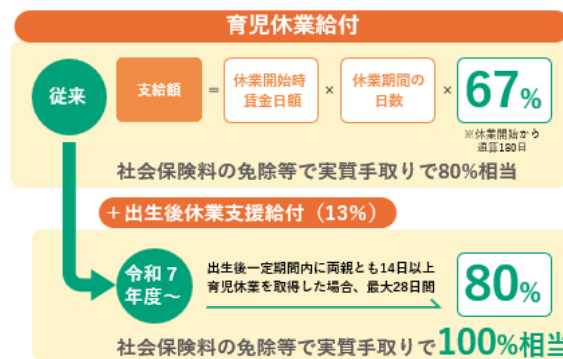 育児休業給付
従来
支給額 = 休業開始時賃金日額 × 休業期間の日数 × 67%
※休業開始から
通算180日
社会保険料の免除等で実質手取りで80%相当
＋出生後休業支援給付（13%）
令和７
年度～
出生後一定期間内に両親とも14日以上
育児休業を取得した場合、最大28日間
80%
社会保険料の免除等で実質手取りで100%相当